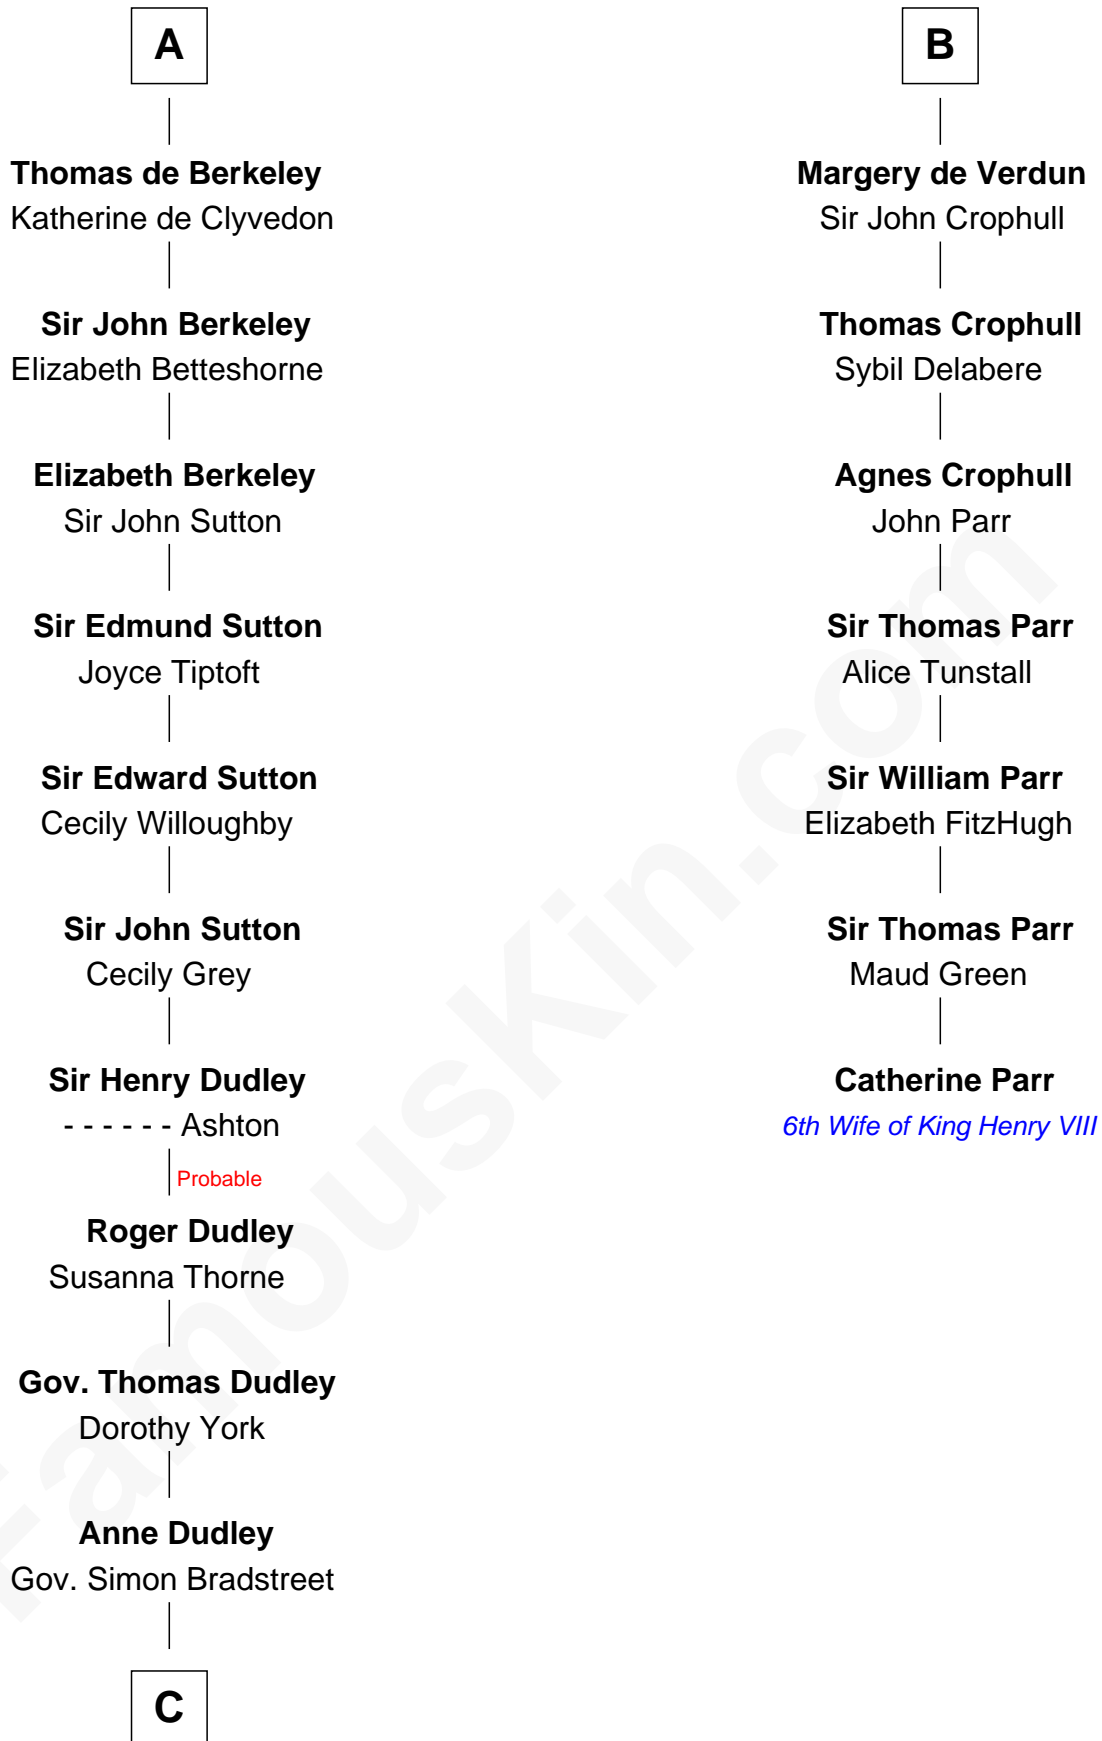 A
Thomas de Berkeley
Katherine de Clyvedon
Sir John Berkeley
Elizabeth Betteshorne
Elizabeth Berkeley
Sir John Sutton
Sir Edmund Sutton
Joyce Tiptoft
Sir Edward Sutton
Cecily Willoughby
Sir John Sutton
Cecily Grey
Sir Henry Dudley
- - - - - - Ashton
Probable
Roger Dudley
Susanna Thorne
Gov. Thomas Dudley
Dorothy York
Anne Dudley
Gov. Simon Bradstreet
C
B
Margery de Verdun
Sir John Crophull
Thomas Crophull
Sybil Delabere
Agnes Crophull
John Parr
Sir Thomas Parr
Alice Tunstall
Sir William Parr
Elizabeth FitzHugh
Sir Thomas Parr
Maud Green
Catherine Parr
6th Wife of King Henry VIII
FamousKin.com